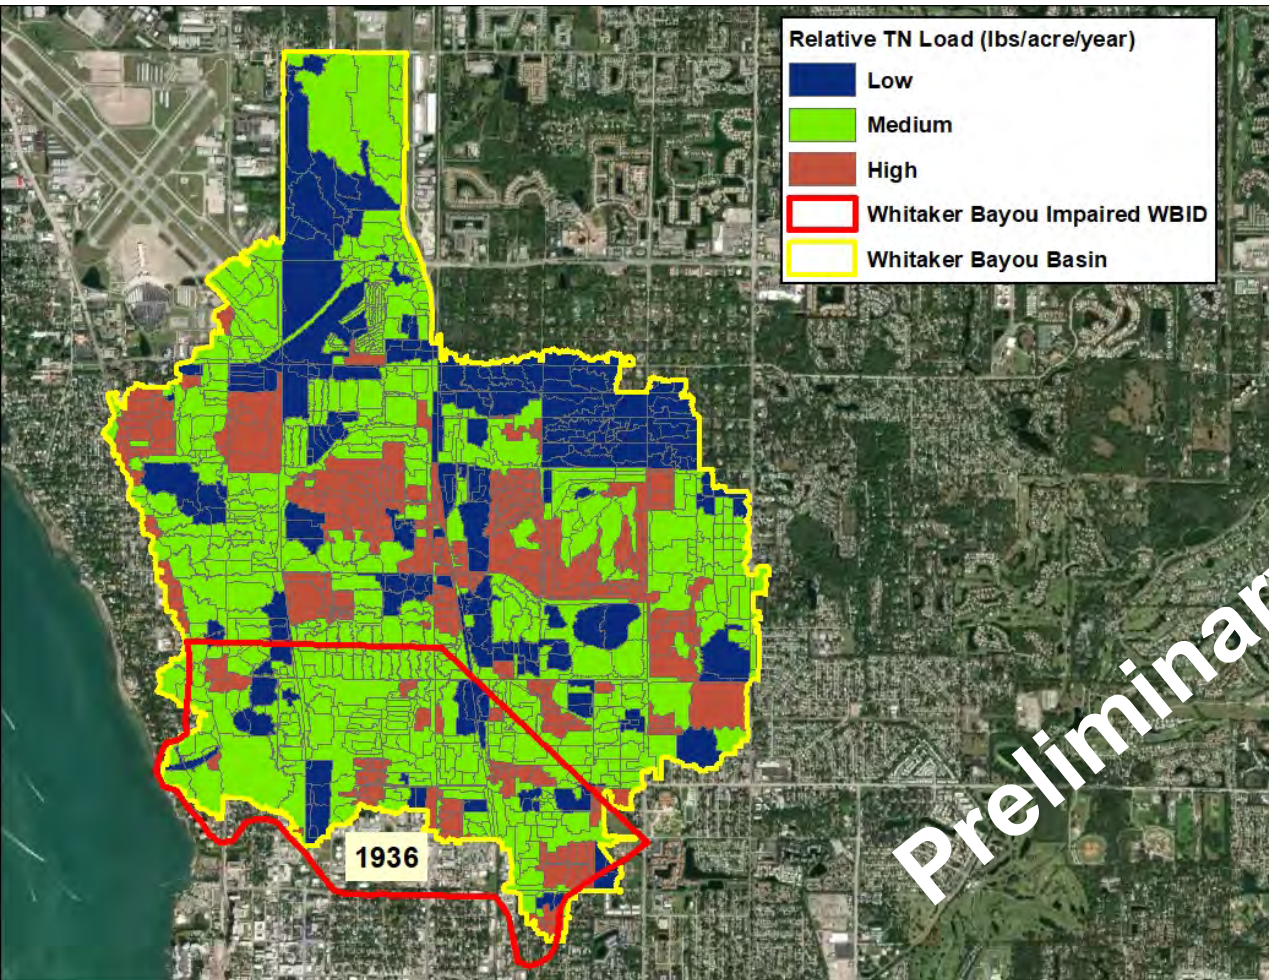 Relative TN Load (lbs/acre/year)
Low
Medium
High
Whitaker Bayou Impaired WBID
Whitaker Bayou Basin
1936
Preliminar